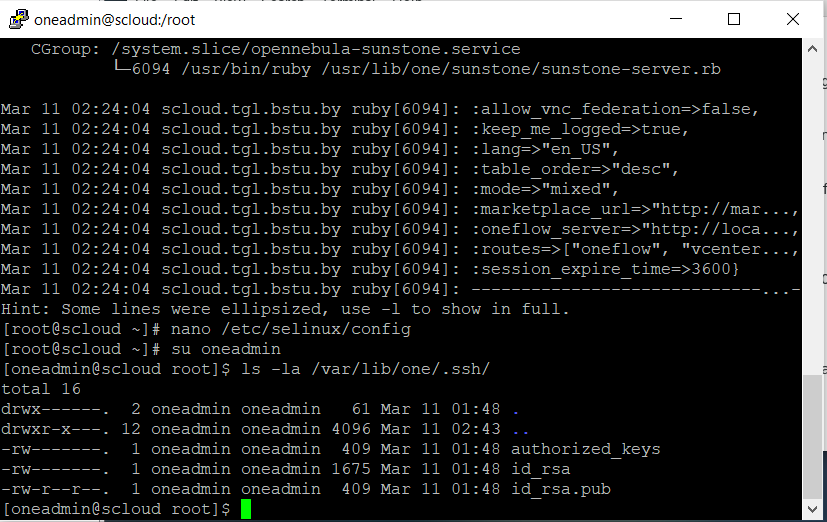 oneadmin@scloud:/root
CGroup: /system.slice/opennebula-sunstone.service
└─6094 /usr/bin/ruby /usr/lib/one/sunstone/sunstone-server.rb
Mar 11 02:24:04 scloud.tgl.bstu.by ruby[6094]: :allow_vnc_federation=>false,
Mar 11 02:24:04 scloud.tgl.bstu.by ruby[6094]: :keep_me_logged=>true,
Mar 11 02:24:04 scloud.tgl.bstu.by ruby[6094]: :lang=>"en_US",
Mar 11 02:24:04 scloud.tgl.bstu.by ruby[6094]: :table_order=>"desc",
Mar 11 02:24:04 scloud.tgl.bstu.by ruby[6094]: :mode=>"mixed",
Mar 11 02:24:04 scloud.tgl.bstu.by ruby[6094]: :marketplace_url=>"http://mar...,
Mar 11 02:24:04 scloud.tgl.bstu.by ruby[6094]: :oneflow_server=>"http://loca...,
Mar 11 02:24:04 scloud.tgl.bstu.by ruby[6094]: :routes=>["oneflow", "vcenter...,
Mar 11 02:24:04 scloud.tgl.bstu.by ruby[6094]: :session_expire_time=>3600}
Mar 11 02:24:04 scloud.tgl.bstu.by ruby[6094]: -----------------------------...-
Hint: Some lines were ellipsized, use -l to show in full.
[root@scloud ~]# nano /etc/selinux/config
[root@scloud ~]# su oneadmin
[oneadmin@scloud root]$ ls -la /var/lib/one/.ssh/
total 16
drwx------.  2 oneadmin oneadmin   61 Mar 11 01:48 .
drwxr-x---. 12 oneadmin oneadmin 4096 Mar 11 02:43 ..
-rw-------.  1 oneadmin oneadmin  409 Mar 11 01:48 authorized_keys
-rw-------.  1 oneadmin oneadmin 1675 Mar 11 01:48 id_rsa
-rw-r--r--.  1 oneadmin oneadmin  409 Mar 11 01:48 id_rsa.pub
[oneadmin@scloud root]$